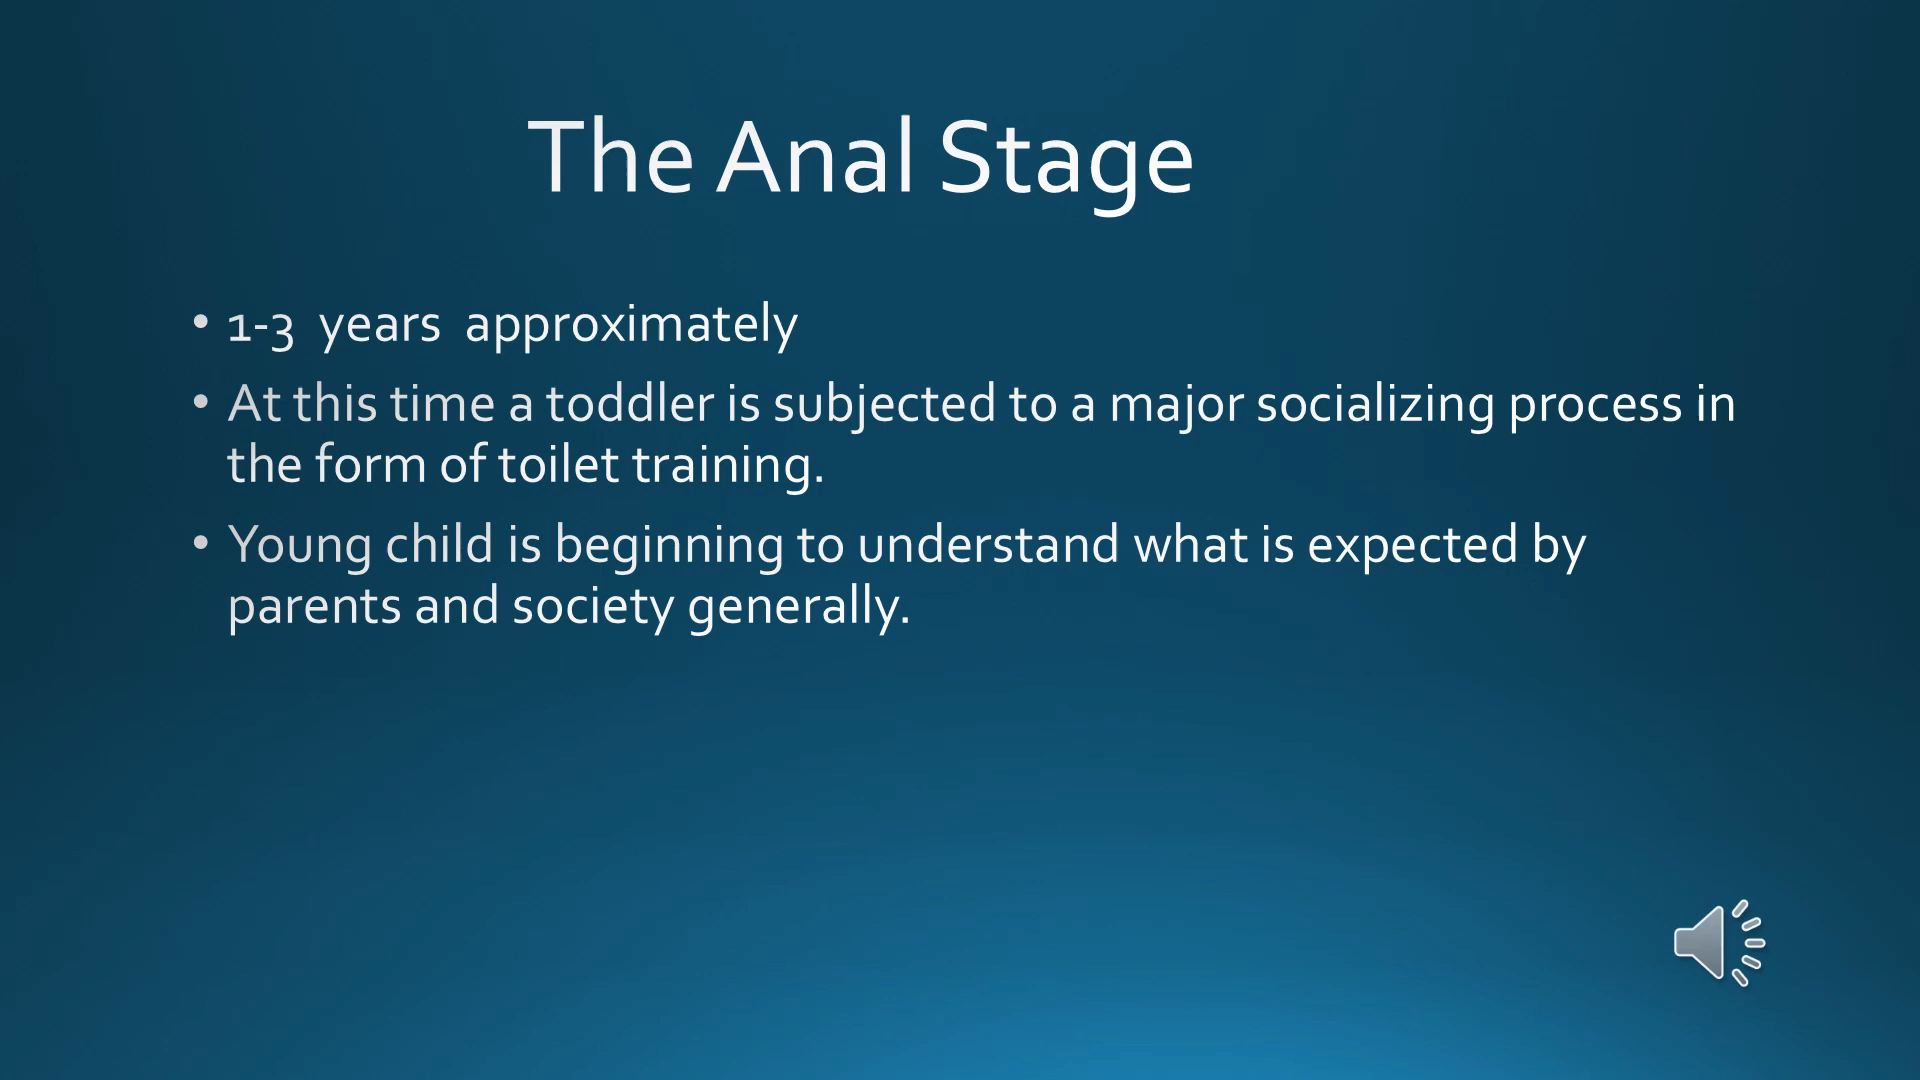 The Anal Stage
• 1-3 years approximately
• At this time a toddler is subjected to a major socializing process in
the form of toilet training.
• Young child is beginning to understand what is expected by
parents and society generally.